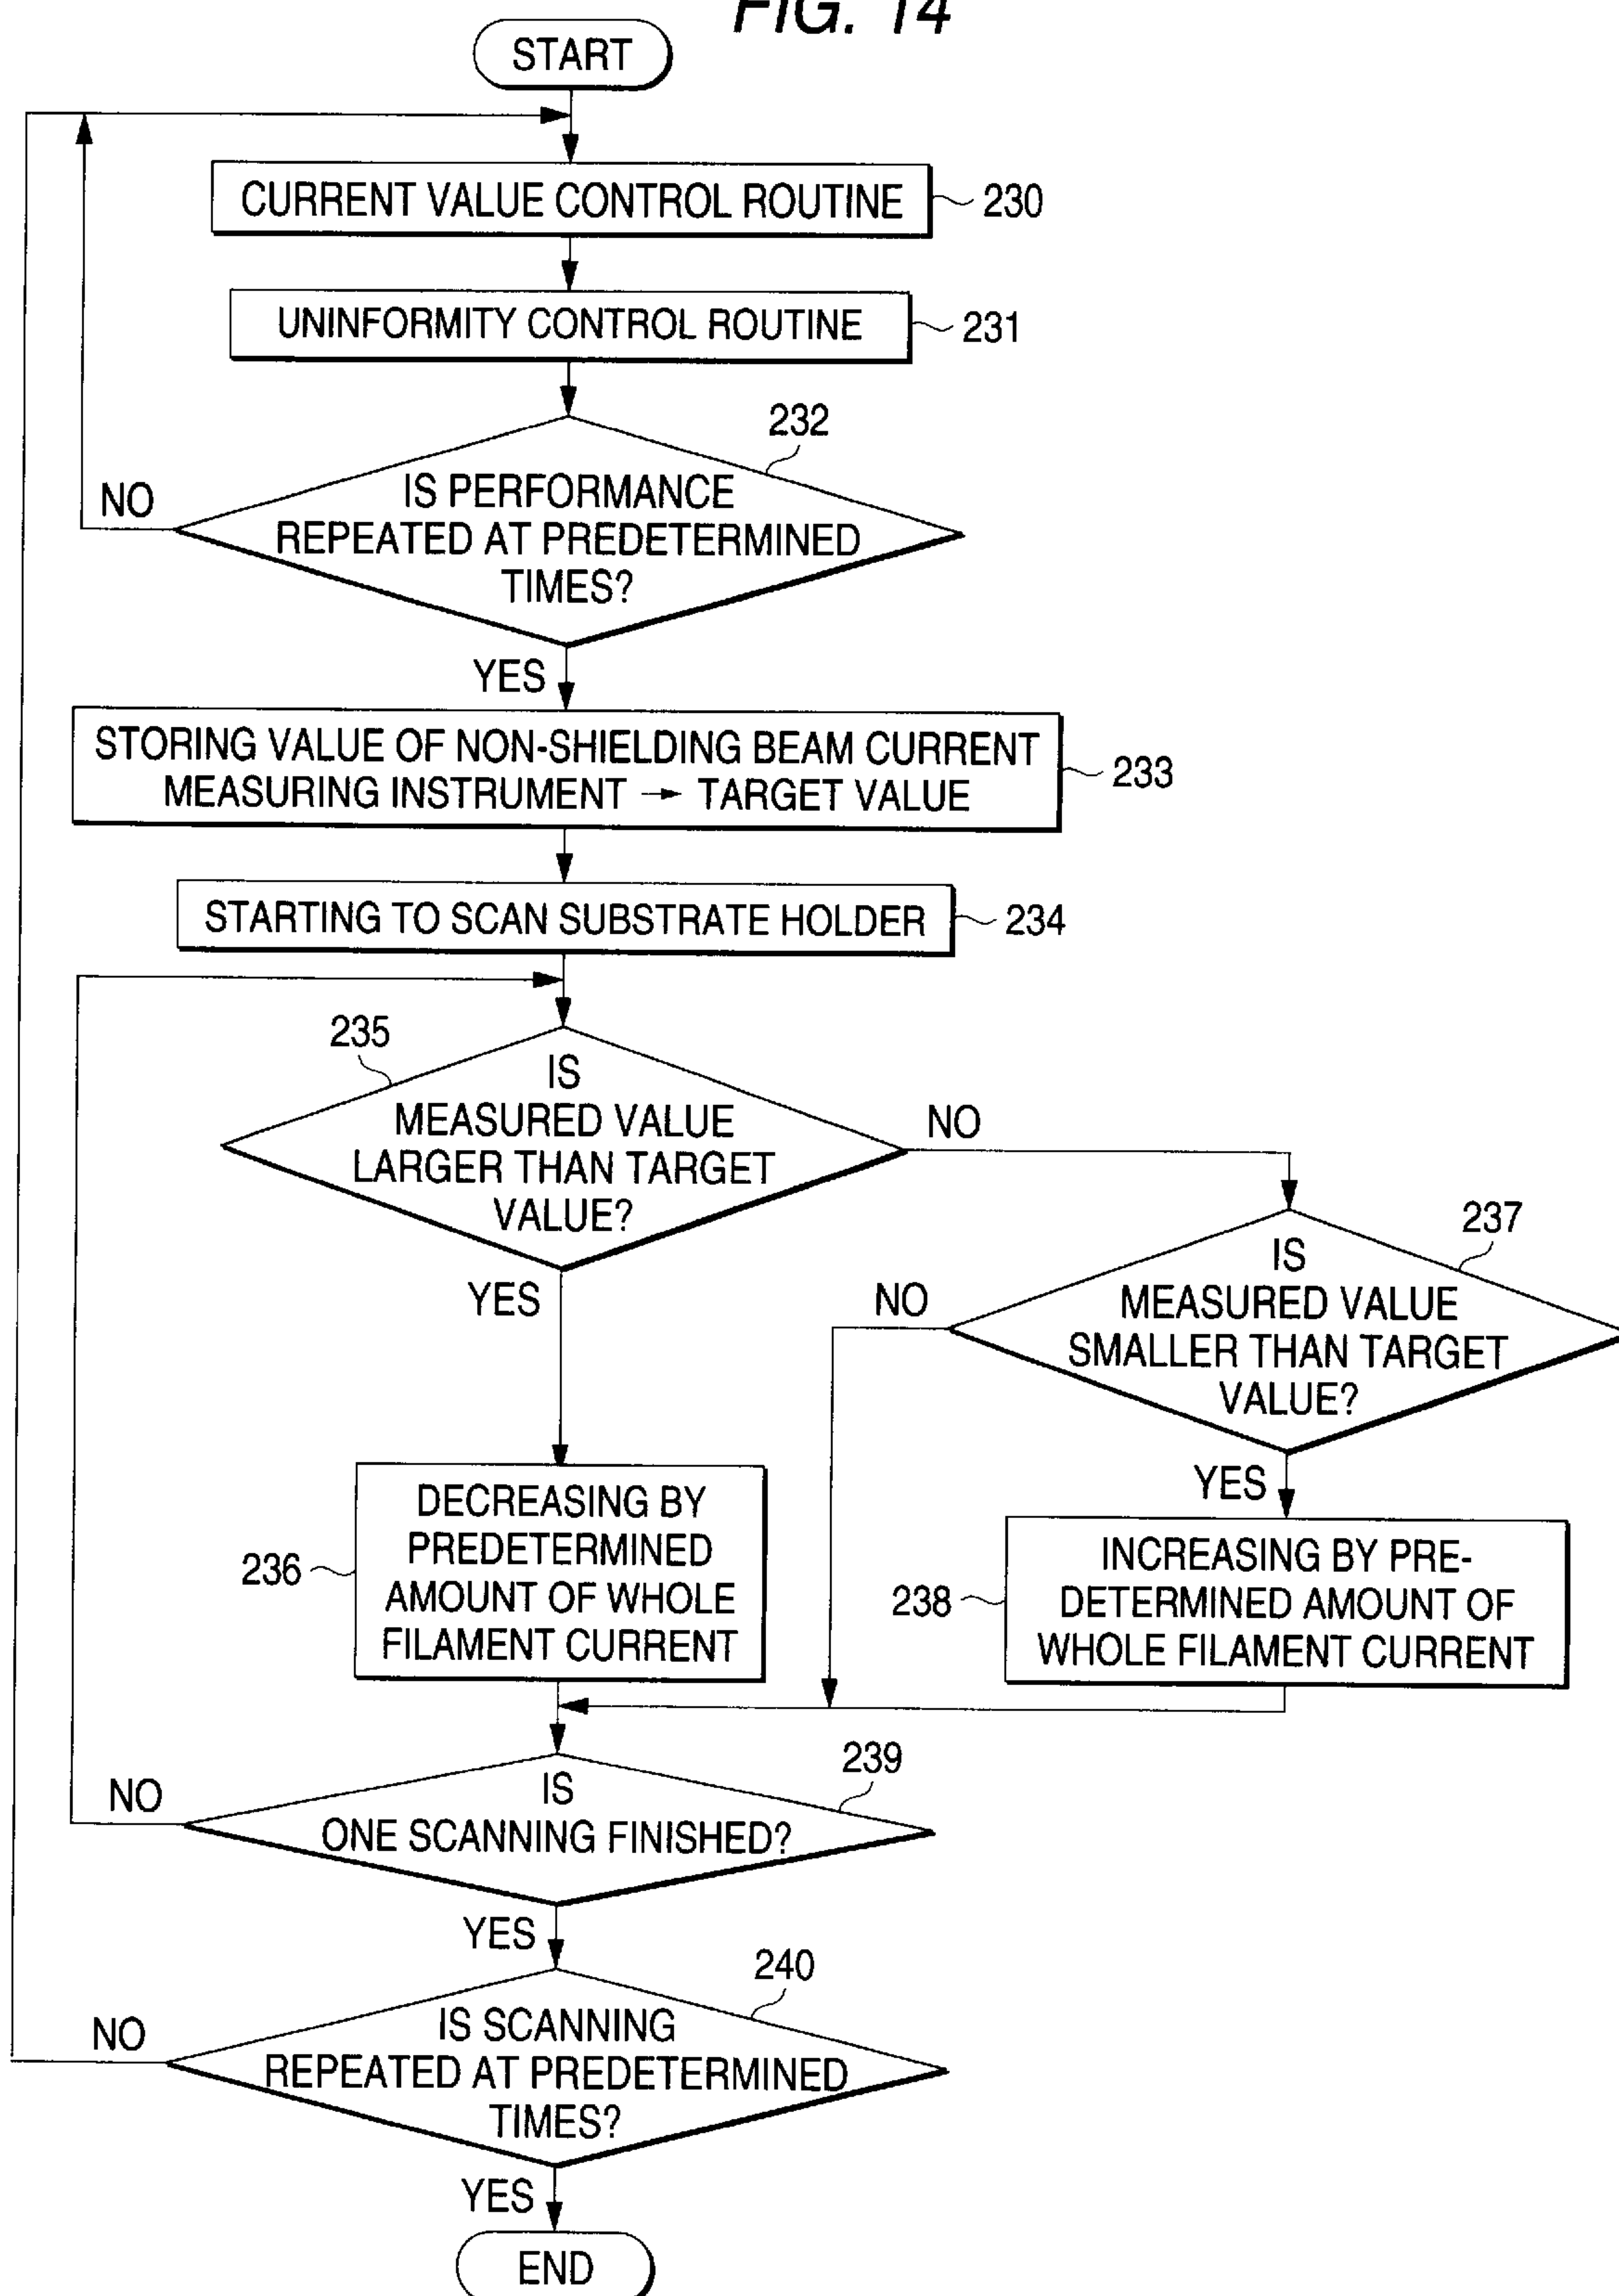 FIG. 14
START
CURRENT VALUE CONTROL ROUTINE
230
UNINFORMITY CONTROL ROUTINE
231
232
IS PERFORMANCE
REPEATED AT PREDETERMINED
TIMES?
NO
YES
STORING VALUE OF NON-SHIELDING BEAM CURRENT
MEASURING INSTRUMENT → TARGET VALUE
233
STARTING TO SCAN SUBSTRATE HOLDER
234
235
IS
MEASURED VALUE
LARGER THAN TARGET
VALUE?
NO
YES
237
IS
MEASURED VALUE
SMALLER THAN TARGET
VALUE?
NO
YES
236
DECREASING BY
PREDETERMINED
AMOUNT OF WHOLE
FILAMENT CURRENT
238
INCREASING BY PRE-
DETERMINED AMOUNT OF
WHOLE FILAMENT CURRENT
239
IS
ONE SCANNING FINISHED?
NO
YES
240
IS SCANNING
REPEATED AT PREDETERMINED
TIMES?
NO
YES
END